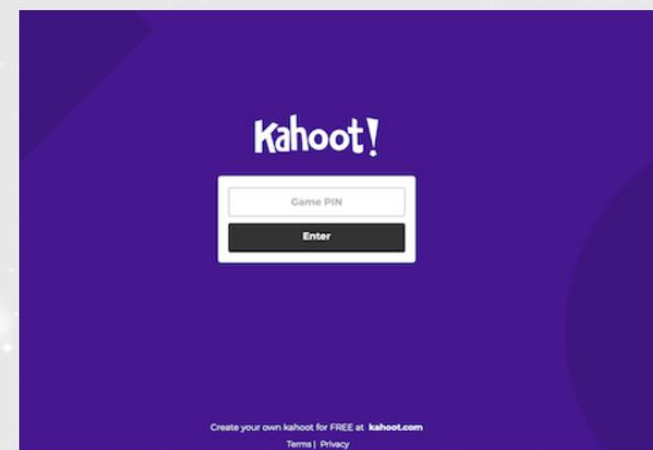 Kahoot!
Game PIN
Enter
Create your own kahoot for FREE at kahoot.com
Terms | Privacy